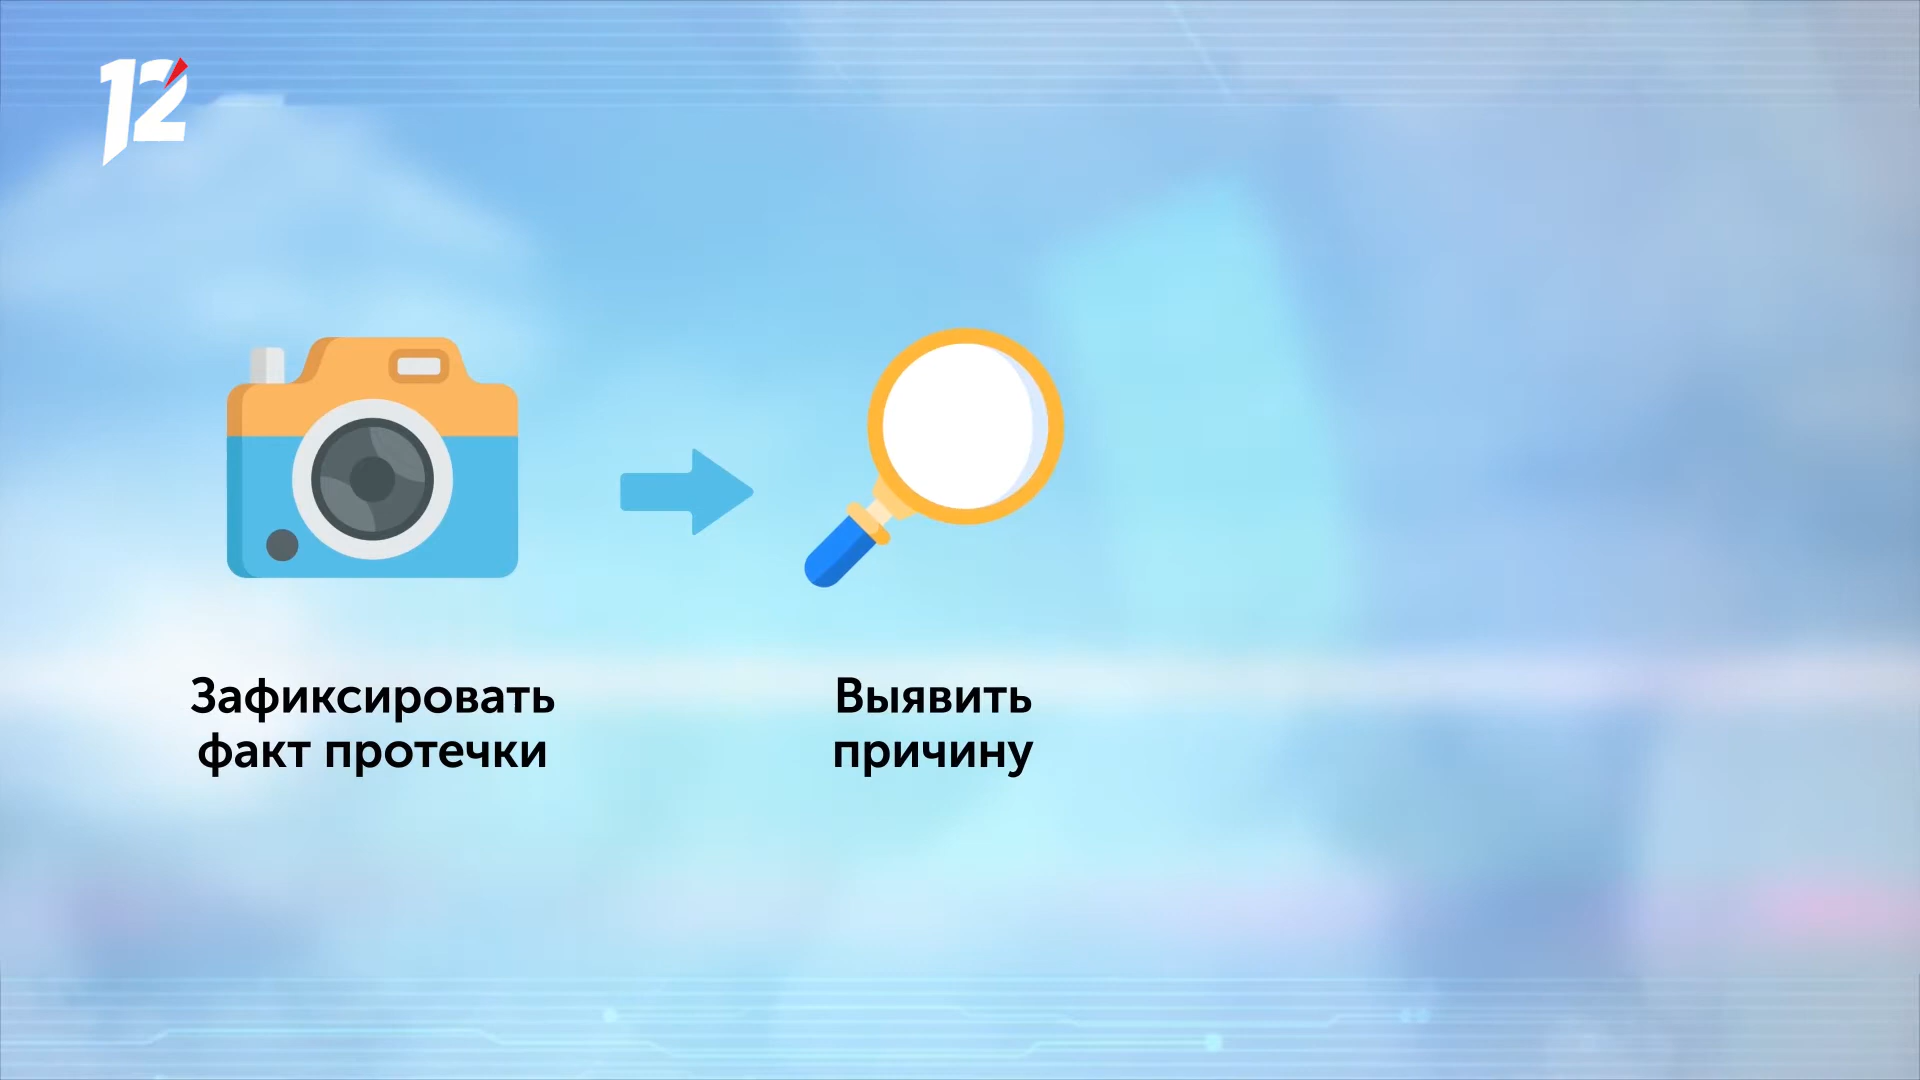 12
Зафиксировать
факт протечки
Выявить
причину